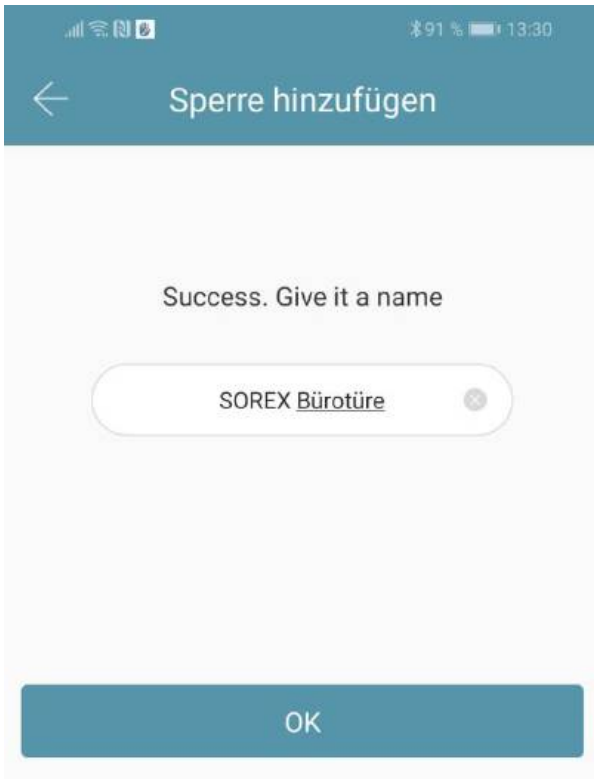 91 % 13:30
Sperre hinzufügen
Success. Give it a name
SOREX Bürotüre
OK